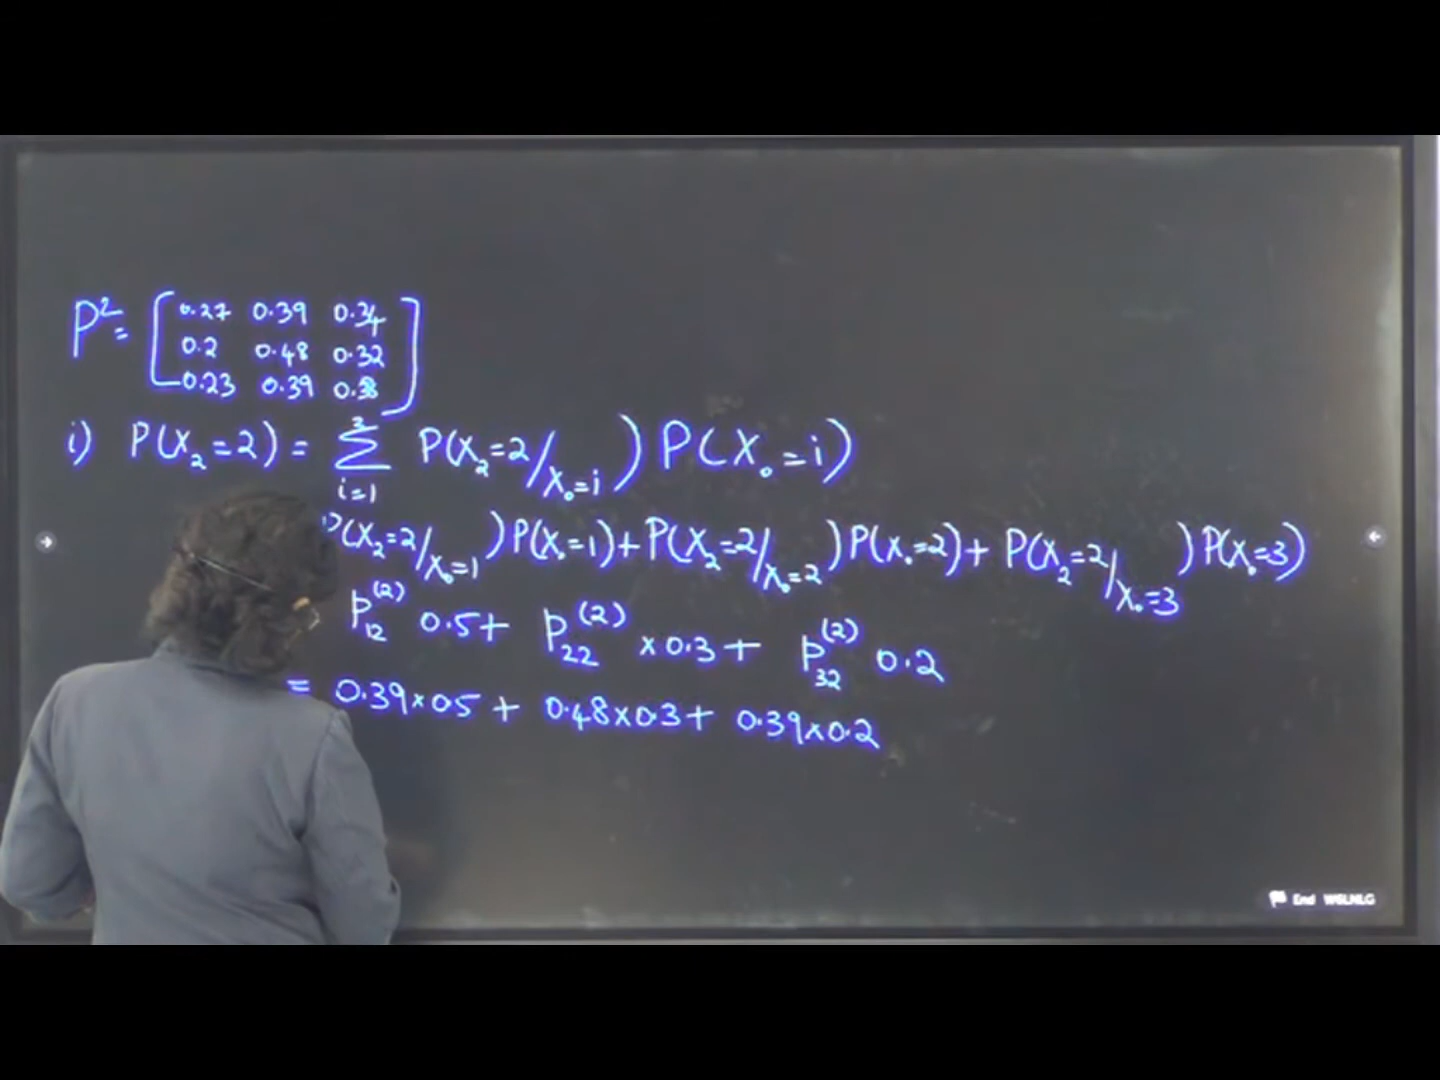 P² = [ 0.27 0.39 0.34
0.2 0.48 0.32
0.23 0.39 0.38 ]
i) P(X₂=2) = Σ_{i=1}^{3} P(X₂=2/X₀=i) P(X₀=i)
P(X₂=2/X₀=1)P(X₀=1)+P(X₂=2/X₀=2)P(X₀=2)+ P(X₂=2/X₀=3)P(X₀=3)
P₁₂⁽²⁾ 0.5+ P₂₂⁽²⁾ × 0.3 + P₃₂⁽²⁾ 0.2
= 0.39×0.5 + 0.48×0.3+ 0.39×0.2
End W6LNLG